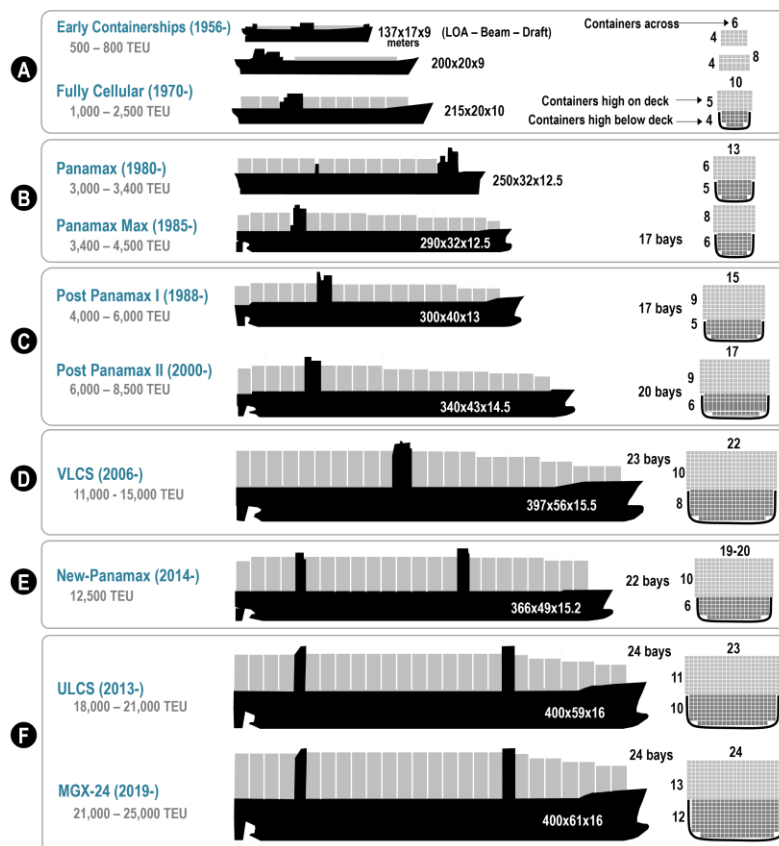 A
Early Containerships (1956-)
500 – 800 TEU
137x17x9
meters
(LOA – Beam – Draft)
200x20x9
Containers across
6
4
4
8
Fully Cellular (1970-)
1,000 – 2,500 TEU
215x20x10
10
Containers high on deck
5
Containers high below deck
4
B
Panamax (1980-)
3,000 – 3,400 TEU
250x32x12.5
13
6
5
Panamax Max (1985-)
3,400 – 4,500 TEU
290x32x12.5
17 bays
8
6
C
Post Panamax I (1988-)
4,000 – 6,000 TEU
300x40x13
17 bays
15
9
5
Post Panamax II (2000-)
6,000 – 8,500 TEU
340x43x14.5
20 bays
17
9
6
D
VLCS (2006-)
11,000 - 15,000 TEU
397x56x15.5
23 bays
22
10
8
E
New-Panamax (2014-)
12,500 TEU
366x49x15.2
22 bays
19-20
10
6
F
ULCS (2013-)
18,000 – 21,000 TEU
400x59x16
24 bays
23
11
10
MGX-24 (2019-)
21,000 – 25,000 TEU
400x61x16
24 bays
24
13
12